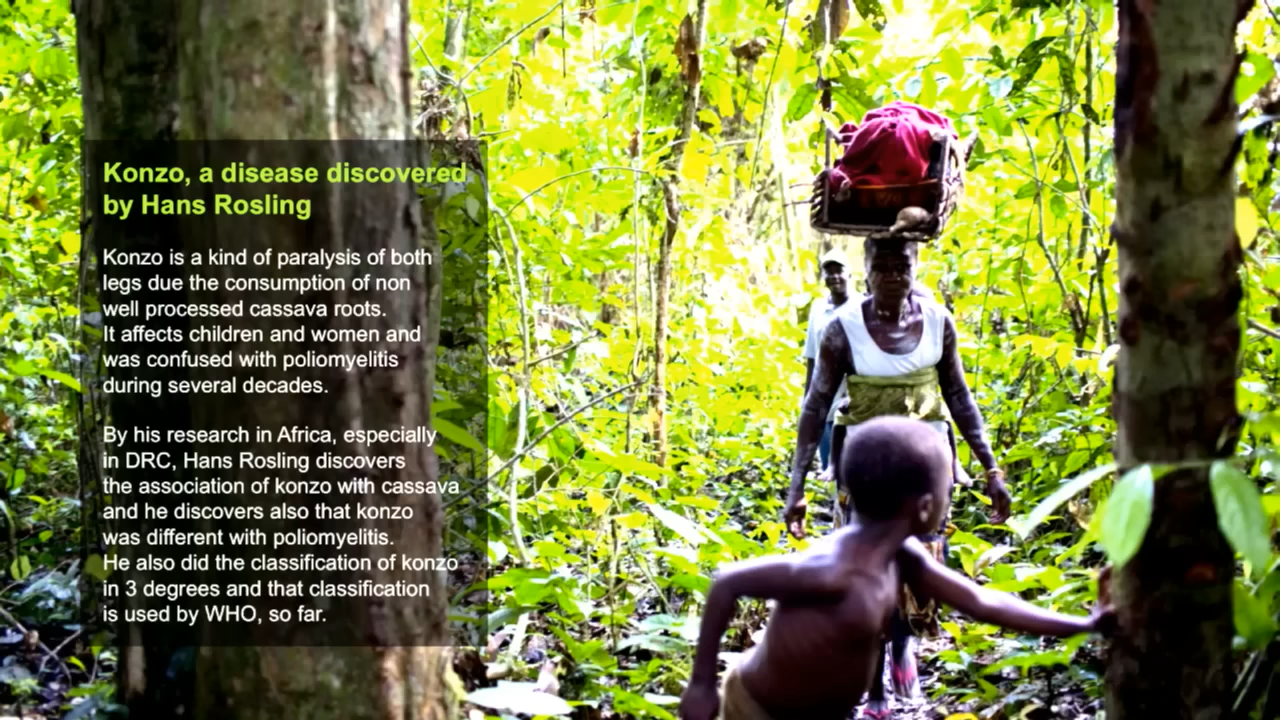 Konzo, a disease discovered
by Hans Rosling
Konzo is a kind of paralysis of both
legs due the consumption of non
well processed cassava roots.
It affects children and women and
was confused with poliomyelitis
during several decades.
By his research in Africa, especially
in DRC, Hans Rosling discovers
the association of konzo with cassava
and he discovers also that konzo
was different with poliomyelitis.
He also did the classification of konzo
in 3 degrees and that classification
is used by WHO, so far.